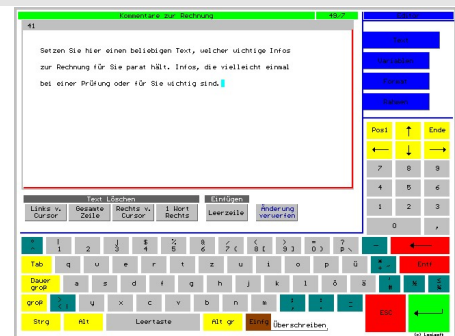 Kommentare zur Rechnung
49/7
41
Setzen Sie hier einen beliebigen Text, welcher wichtige Infos
zur Rechnung für Sie parat hält. Infos, die vielleicht einmal
bei einer Prüfung oder für Sie wichtig sind.
Text Löschen
Einfügen
Links v. Cursor
Gesamte Zeile
Rechts v. Cursor
1 Wort Rechts
Leerzeile
Änderung verwerfen
Pos1 ↑ Ende
← ↓ →
7 8 9
4 5 6
1 2 3
0 ,
Tab q w e r t z u i o p ü
Dauer groß a s d f g h j k l ö ä
groß y x c v b n m
Strg Alt Leertaste Alt gr Einfg Überschreiben
ESC